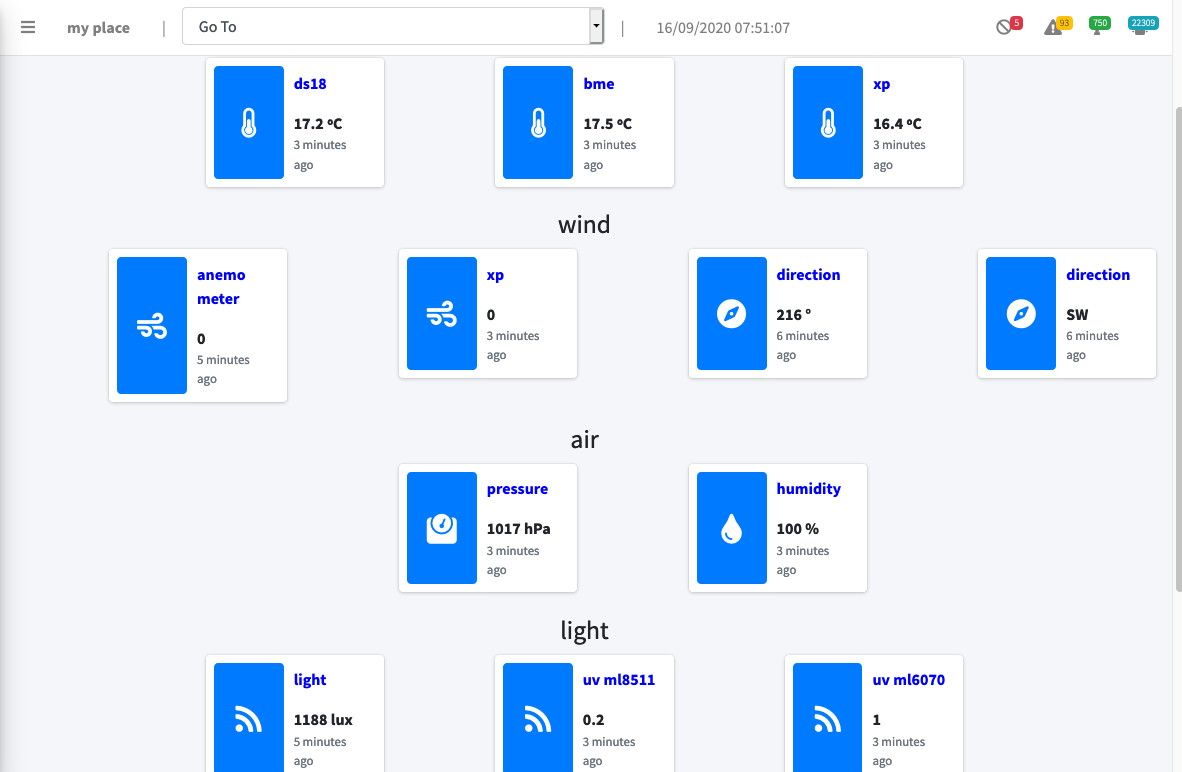 my place | Go To | 16/09/2020 07:51:07 5 93 750 22309
ds18
17.2 ºC
3 minutes
ago
bme
17.5 ºC
3 minutes
ago
xp
16.4 ºC
3 minutes
ago
wind
anemo
meter
0
5 minutes
ago
xp
0
3 minutes
ago
direction
216 º
6 minutes
ago
direction
SW
6 minutes
ago
air
pressure
1017 hPa
3 minutes
ago
humidity
100 %
3 minutes
ago
light
light
1188 lux
5 minutes
ago
uv ml8511
0.2
3 minutes
ago
uv ml6070
1
3 minutes
ago